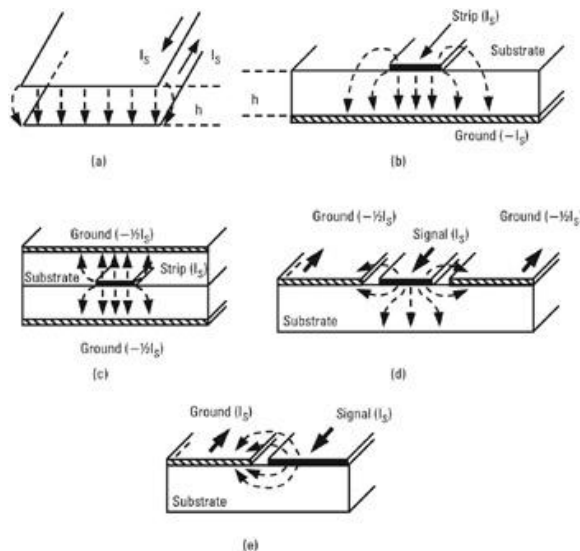 I_S
I_S
h
(a)
Strip (I_S)
Substrate
h
Ground (−I_S)
(b)
Ground (−½I_S)
Substrate
Strip (I_S)
Ground (−½I_S)
(c)
Ground (−½I_S)
Ground (−½I_S)
Signal (I_S)
Substrate
(d)
Ground (I_S)
Signal (I_S)
Substrate
(e)